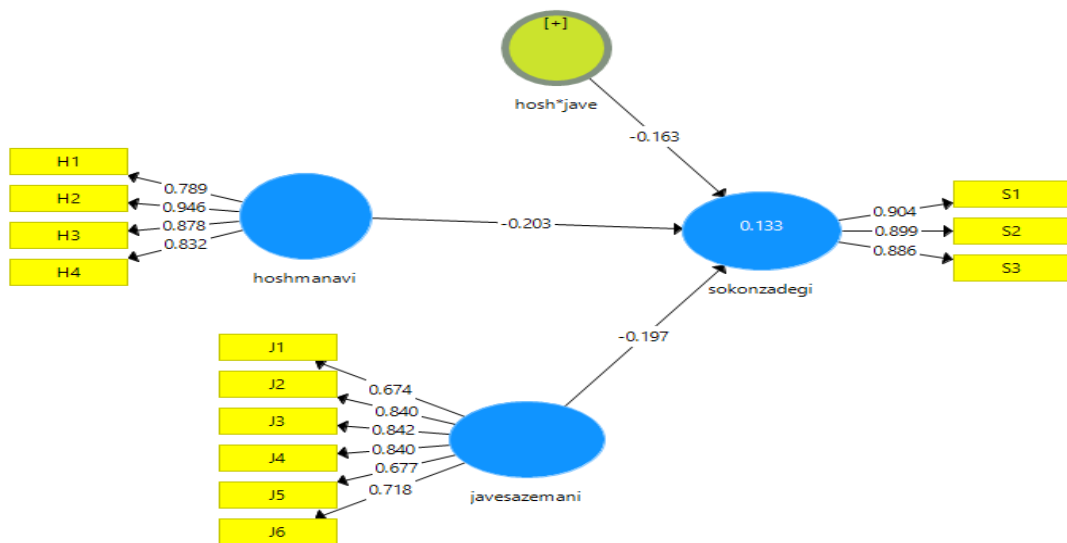 [+]
hosh*jave
-0.163
H1
H2
H3
H4
0.789
0.946
0.878
0.832
hoshmanavi
-0.203
0.133
sokonzadegi
0.904
0.899
0.886
S1
S2
S3
-0.197
J1
J2
J3
J4
J5
J6
0.674
0.840
0.842
0.840
0.677
0.718
javesazemani